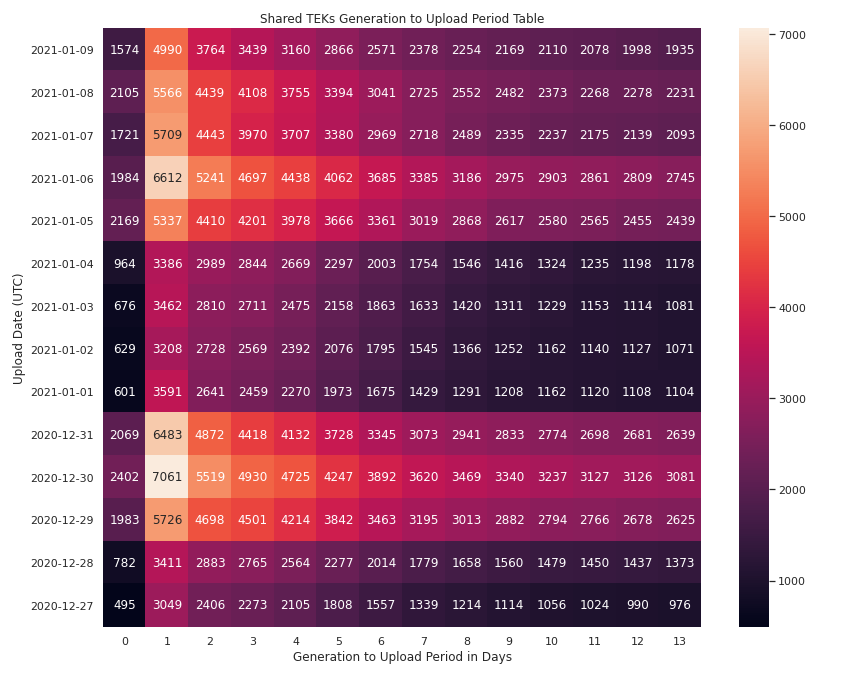 Shared TEKs Generation to Upload Period Table
2021-01-09 1574 4990 3764 3439 3160 2866 2571 2378 2254 2169 2110 2078 1998 1935
2021-01-08 2105 5566 4439 4108 3755 3394 3041 2725 2552 2482 2373 2268 2278 2231
2021-01-07 1721 5709 4443 3970 3707 3380 2969 2718 2489 2335 2237 2175 2139 2093
2021-01-06 1984 6612 5241 4697 4438 4062 3685 3385 3186 2975 2903 2861 2809 2745
2021-01-05 2169 5337 4410 4201 3978 3666 3361 3019 2868 2617 2580 2565 2455 2439
2021-01-04 964 3386 2989 2844 2669 2297 2003 1754 1546 1416 1324 1235 1198 1178
2021-01-03 676 3462 2810 2711 2475 2158 1863 1633 1420 1311 1229 1153 1114 1081
2021-01-02 629 3208 2728 2569 2392 2076 1795 1545 1366 1252 1162 1140 1127 1071
2021-01-01 601 3591 2641 2459 2270 1973 1675 1429 1291 1208 1162 1120 1108 1104
2020-12-31 2069 6483 4872 4418 4132 3728 3345 3073 2941 2833 2774 2698 2681 2639
2020-12-30 2402 7061 5519 4930 4725 4247 3892 3620 3469 3340 3237 3127 3126 3081
2020-12-29 1983 5726 4698 4501 4214 3842 3463 3195 3013 2882 2794 2766 2678 2625
2020-12-28 782 3411 2883 2765 2564 2277 2014 1779 1658 1560 1479 1450 1437 1373
2020-12-27 495 3049 2406 2273 2105 1808 1557 1339 1214 1114 1056 1024 990 976
0 1 2 3 4 5 6 7 8 9 10 11 12 13
Generation to Upload Period in Days
Upload Date (UTC)
7000
6000
5000
4000
3000
2000
1000